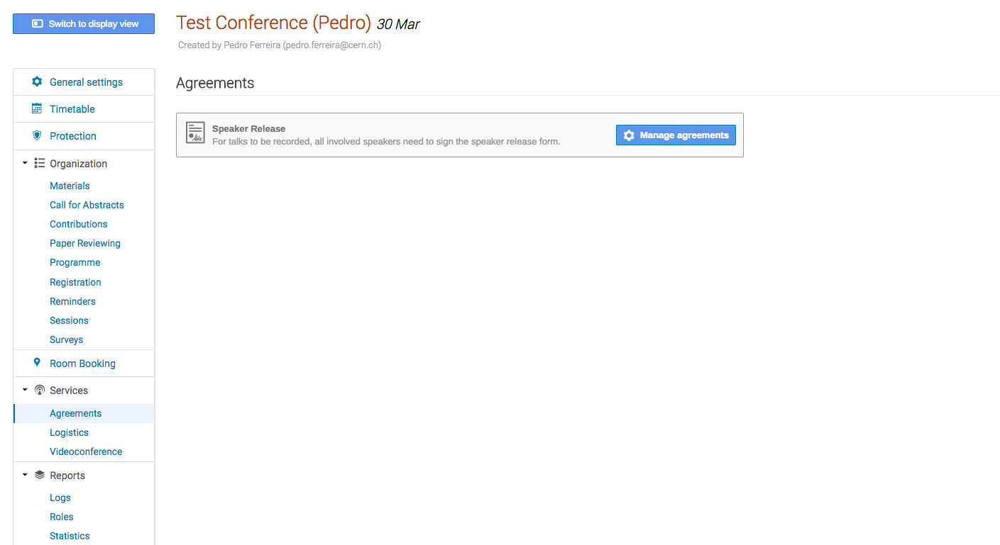 Switch to display view
Test Conference (Pedro) 30 Mar
Created by Pedro Ferreira (pedro.ferreira@cern.ch)
General settings
Timetable
Protection
Organization
Materials
Call for Abstracts
Contributions
Paper Reviewing
Programme
Registration
Reminders
Sessions
Surveys
Room Booking
Services
Agreements
Logistics
Videoconference
Reports
Logs
Roles
Statistics
Agreements
Speaker Release
For talks to be recorded, all involved speakers need to sign the speaker release form.
Manage agreements